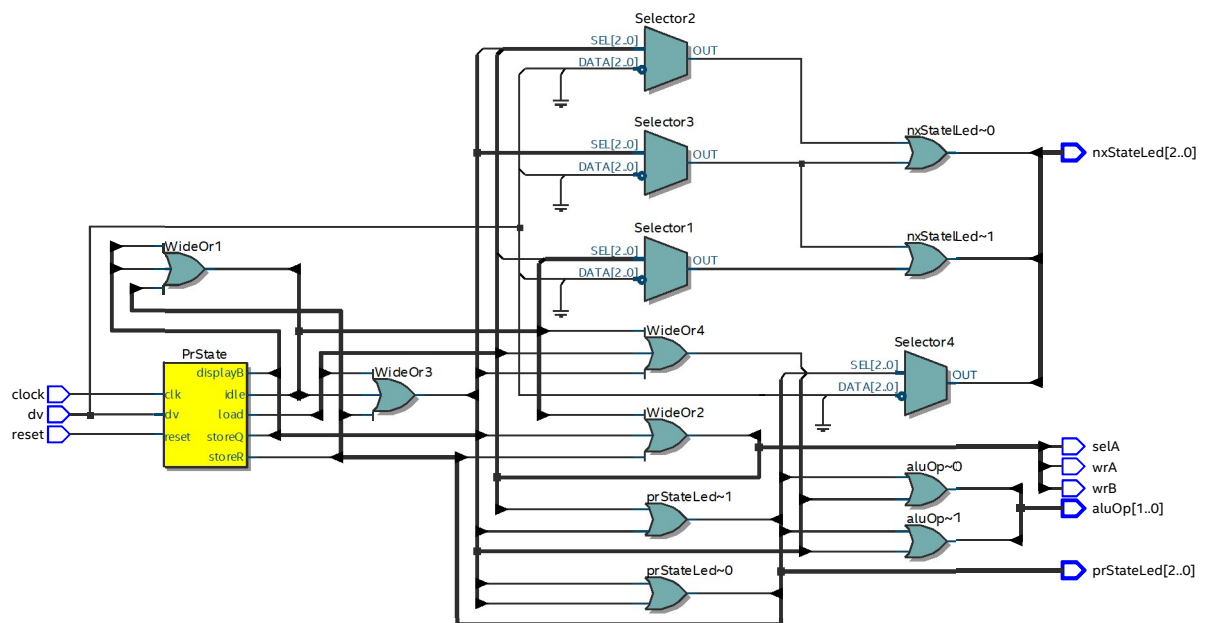 Selector2
SEL[2..0]
OUT
DATA[2..0]
Selector3
SEL[2..0]
OUT
DATA[2..0]
nxStateLed~0
nxStateLed[2..0]
Selector1
SEL[2..0]
OUT
DATA[2..0]
nxStateLed~1
WideOr1
WideOr4
Selector4
SEL[2..0]
OUT
DATA[2..0]
PrState
displayB
clk
idle
dv
load
reset
storeQ
storeR
clock
dv
reset
WideOr3
WideOr2
selA
wrA
wrB
aluOp~0
aluOp[1..0]
prStateLed~1
aluOp~1
prStateLed~0
prStateLed[2..0]